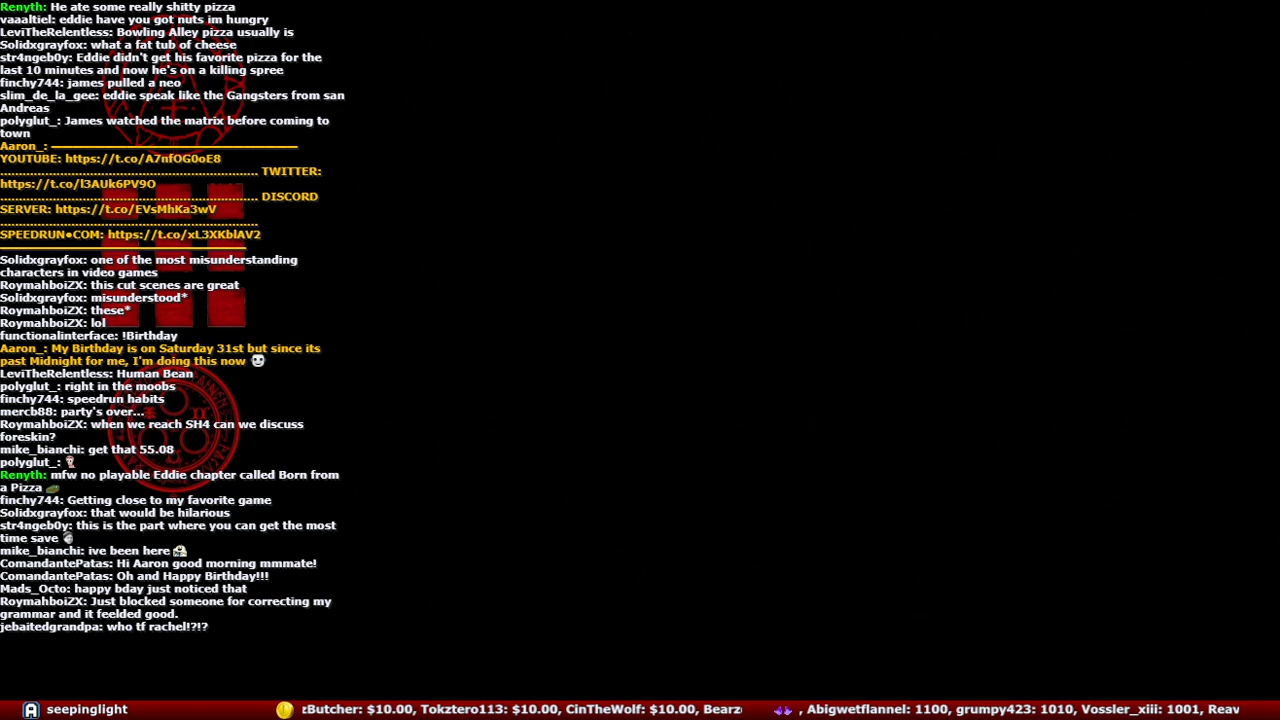 Renyth: He ate some really shitty pizza
vaaaltiel: eddie have you got nuts im hungry
LeviTheRelentless: Bowling Alley pizza usually is
Solidxgrayfox: what a fat tub of cheese
str4ngeb0y: Eddie didn't get his favorite pizza for the
last 10 minutes and now he's on a killing spree
finchy744: james pulled a neo
slim_de_la_gee: eddie speak like the Gangsters from san
Andreas
polyglut_: James watched the matrix before coming to
town
Aaron_: ——————————————————
YOUTUBE: https://t.co/A7nfOG0oE8
.................................................................... TWITTER:
https://t.co/l3AUk6PV9O
.................................................................... DISCORD
SERVER: https://t.co/EVsMhKa3wV
....................................................................
SPEEDRUN●COM: https://t.co/xL3XKblAV2
——————————————————
Solidxgrayfox: one of the most misunderstanding
characters in video games
RoymahboiZX: this cut scenes are great
Solidxgrayfox: misunderstood*
RoymahboiZX: these*
RoymahboiZX: lol
functionalinterface: !Birthday
Aaron_: My Birthday is on Saturday 31st but since its
past Midnight for me, I'm doing this now
LeviTheRelentless: Human Bean
polyglut_: right in the moobs
finchy744: speedrun habits
mercb88: party's over...
RoymahboiZX: when we reach SH4 can we discuss
foreskin?
mike_bianchi: get that 55.08
polyglut_:
Renyth: mfw no playable Eddie chapter called Born from
a Pizza
finchy744: Getting close to my favorite game
Solidxgrayfox: that would be hilarious
str4ngeb0y: this is the part where you can get the most
time save
mike_bianchi: ive been here
ComandantePatas: Hi Aaron good morning mmmate!
ComandantePatas: Oh and Happy Birthday!!!
Mads_Octo: happy bday just noticed that
RoymahboiZX: Just blocked someone for correcting my
grammar and it feelded good.
jebaitedgrandpa: who tf rachel!?!?
seepinglight zButcher: $10.00, Tokztero113: $10.00, CinTheWolf: $10.00, Bearz , Abigwetflannel: 1100, grumpy423: 1010, Vossler_xiii: 1001, Reav